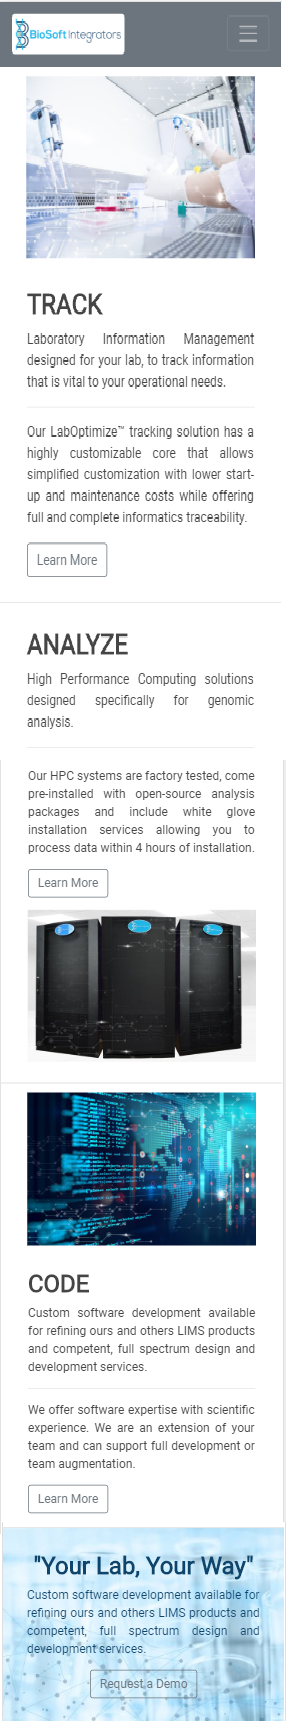 BioSoft Integrators
TRACK
Laboratory Information Management
designed for your lab, to track information
that is vital to your operational needs.
Our LabOptimize™ tracking solution has a
highly customizable core that allows
simplified customization with lower start-
up and maintenance costs while offering
full and complete informatics traceability.
Learn More
ANALYZE
High Performance Computing solutions
designed specifically for genomic
analysis.
Our HPC systems are factory tested, come
pre-installed with open-source analysis
packages and include white glove
installation services allowing you to
process data within 4 hours of installation.
Learn More
CODE
Custom software development available
for refining ours and others LIMS products
and competent, full spectrum design and
development services.
We offer software expertise with scientific
experience. We are an extension of your
team and can support full development or
team augmentation.
Learn More
"Your Lab, Your Way"
Custom software development available for
refining ours and others LIMS products and
competent, full spectrum design and
development services.
Request a Demo